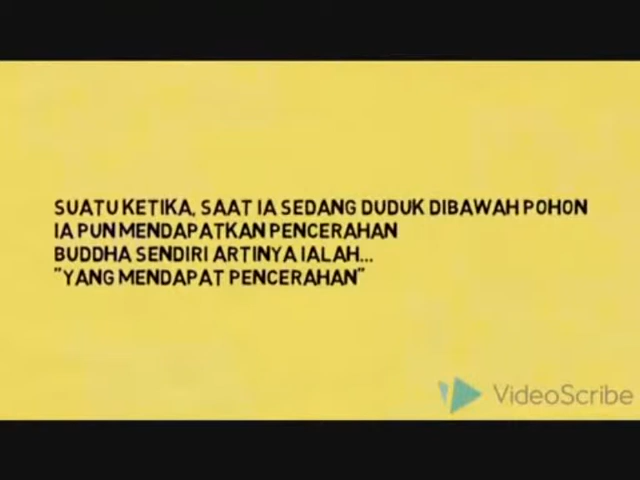 SUATU KETIKA, SAAT IA SEDANG DUDUK DIBAWAH POHON
IA PUN MENDAPATKAN PENCERAHAN
BUDDHA SENDIRI ARTINYA IALAH...
"YANG MENDAPAT PENCERAHAN"
VideoScribe